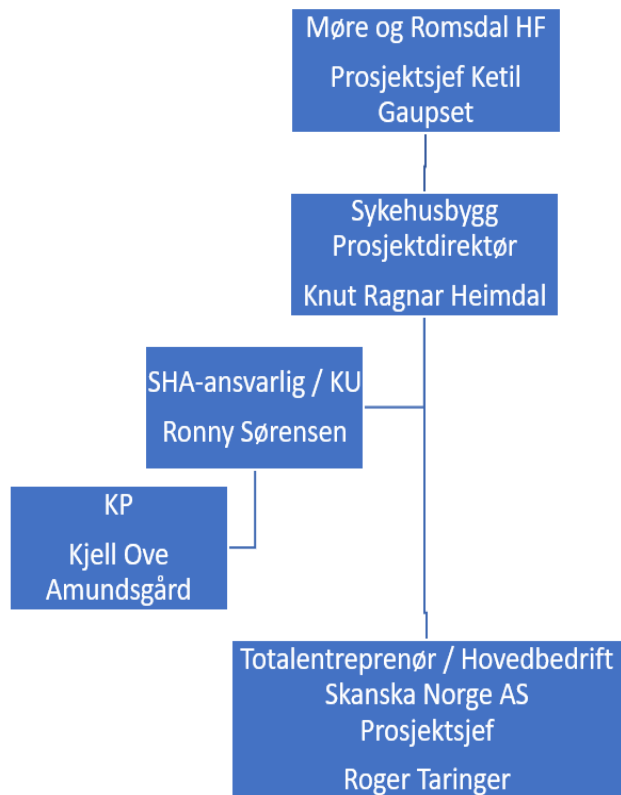 Møre og Romsdal HF
Prosjektsjef Ketil
Gaupset
Sykehusbygg
Prosjektdirektør
Knut Ragnar Heimdal
SHA-ansvarlig / KU
Ronny Sørensen
KP
Kjell Ove
Amundsgård
Totalentreprenør / Hovedbedrift
Skanska Norge AS
Prosjektsjef
Roger Taringer